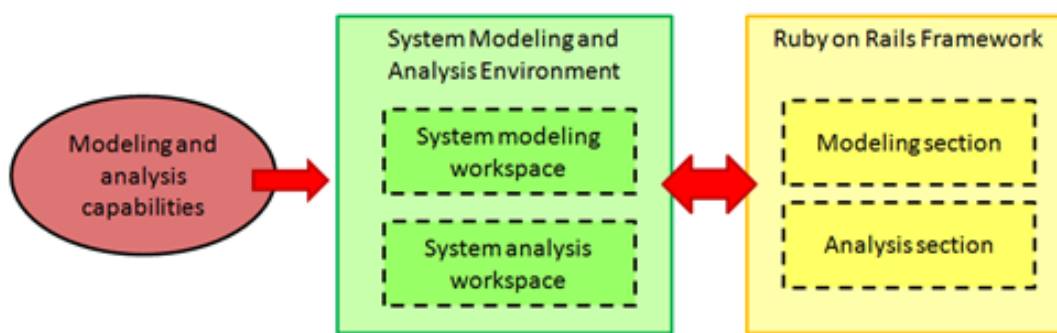 Modeling and
analysis
capabilities
System Modeling and
Analysis Environment
System modeling
workspace
System analysis
workspace
Ruby on Rails Framework
Modeling section
Analysis section